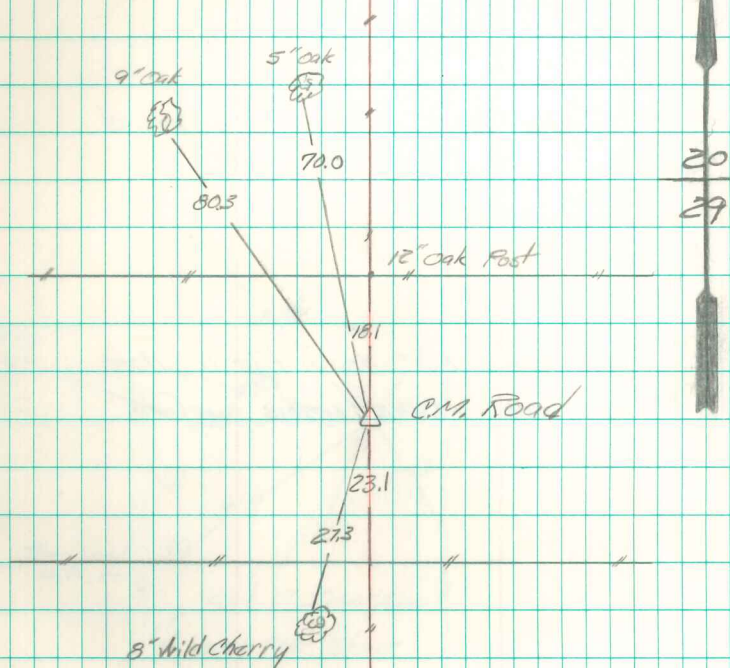 5" Oak
9" Oak
70.0
20
80.3
29
12" Oak Post
18.1
C.M. Road
23.1
27.3
8" Wild Cherry